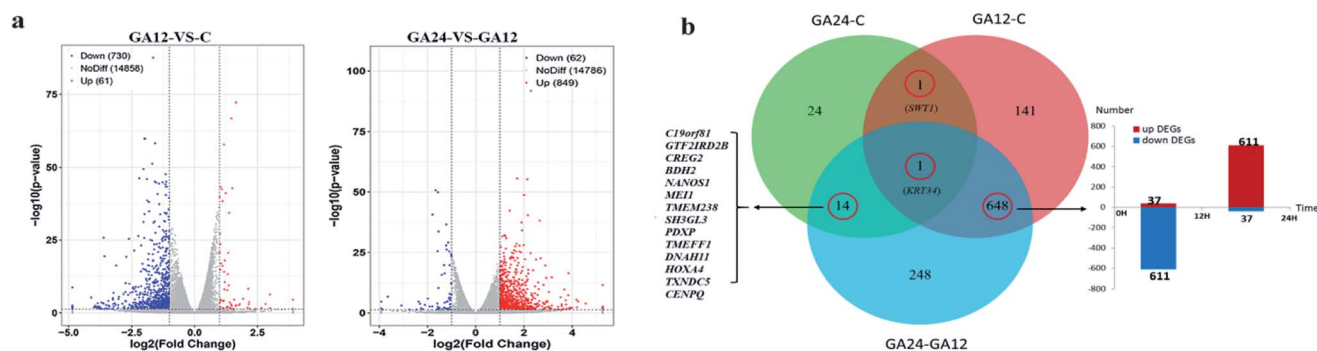 a
GA12-VS-C
Down (730)
NoDiff (14858)
Up (61)
-log10(p-value)
75
50
25
0
-5.0
-2.5
0.0
2.5
log2(Fold Change)
GA24-VS-GA12
Down (62)
NoDiff (14786)
Up (849)
-log10(p-value)
100
75
50
25
0
-4
-2
0
2
4
log2(Fold Change)
b
GA24-C
GA12-C
24
1
(SWT1)
141
1
(KRT34)
14
648
248
GA24-GA12
C19orf81
GTF2IRD2B
CREG2
BDH2
NANOS1
MEI1
TMEM238
SH3GL3
PDXP
TMEFF1
DNAH11
HOXA4
TXNDC5
CENPQ
Number
800
600
400
200
0
-200
-400
-600
-800
up DEGs
down DEGs
611
37
0H
12H
37
24H
Time
611